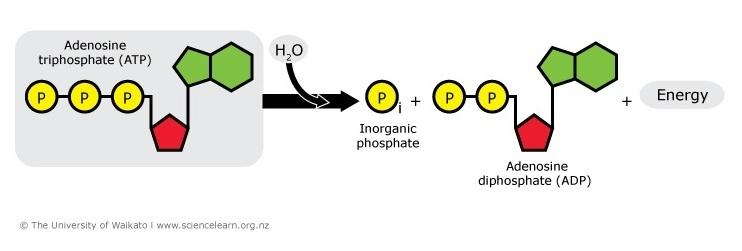 Adenosine
triphosphate (ATP)
P P P
H₂O
P i +
Inorganic
phosphate
P P
Adenosine
diphosphate (ADP)
+ Energy
© The University of Waikato I www.sciencelearn.org.nz